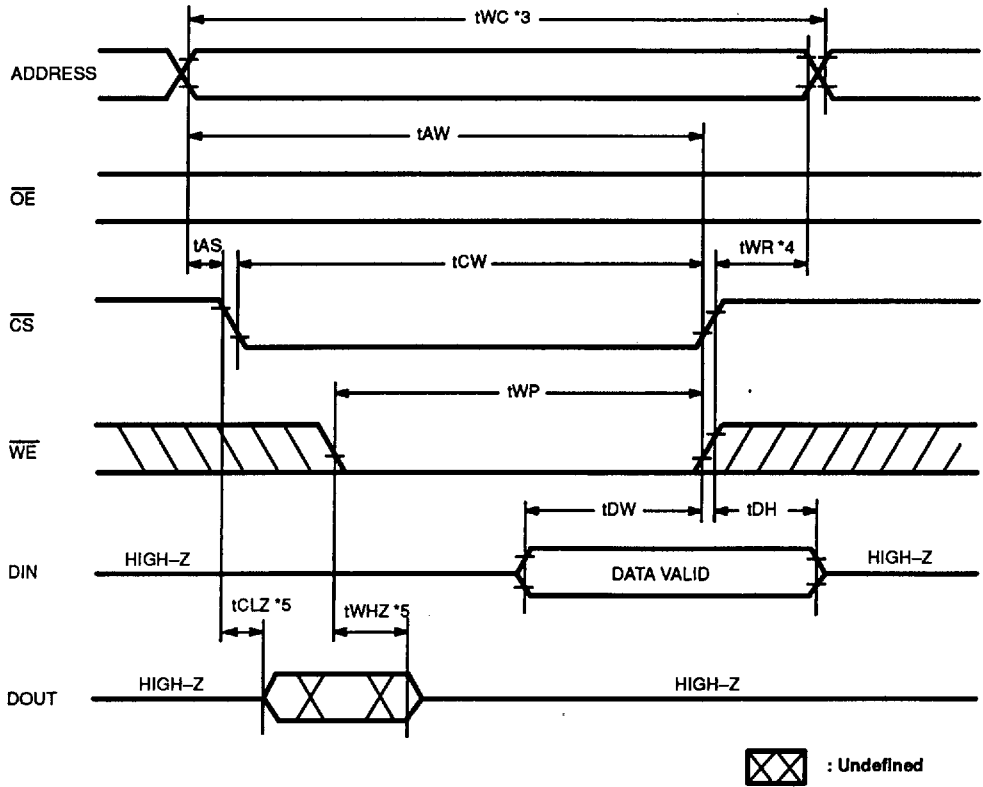 tWC *3
ADDRESS
tAW
OE
tAS
tCW
tWR *4
CS
tWP
WE
tDW
tDH
HIGH–Z
HIGH–Z
DIN
DATA VALID
tCLZ *5
tWHZ *5
HIGH–Z
HIGH–Z
DOUT
: Undefined